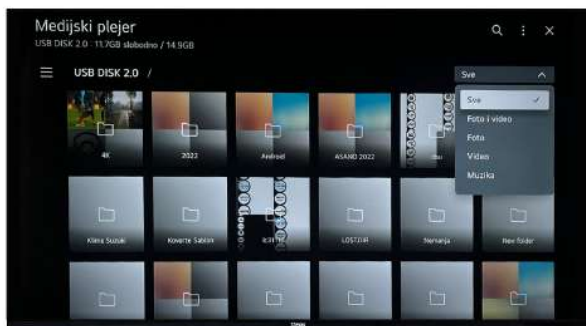 Medijski plejer
USB DISK 2.0 : 11.7GB slobodno / 14.9GB
USB DISK 2.0 /
Sve
Sve
Foto i video
Foto
Video
Muzika
4K
2022
Android
ASAND 2022
Klima Suzuki
Koverte Sablon
LOST.DIR
Nemanja
New folder